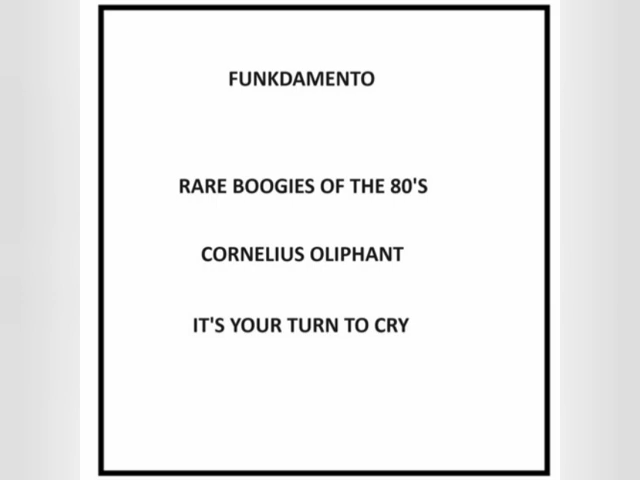 FUNKDAMENTO
RARE BOOGIES OF THE 80'S
CORNELIUS OLIPHANT
IT'S YOUR TURN TO CRY